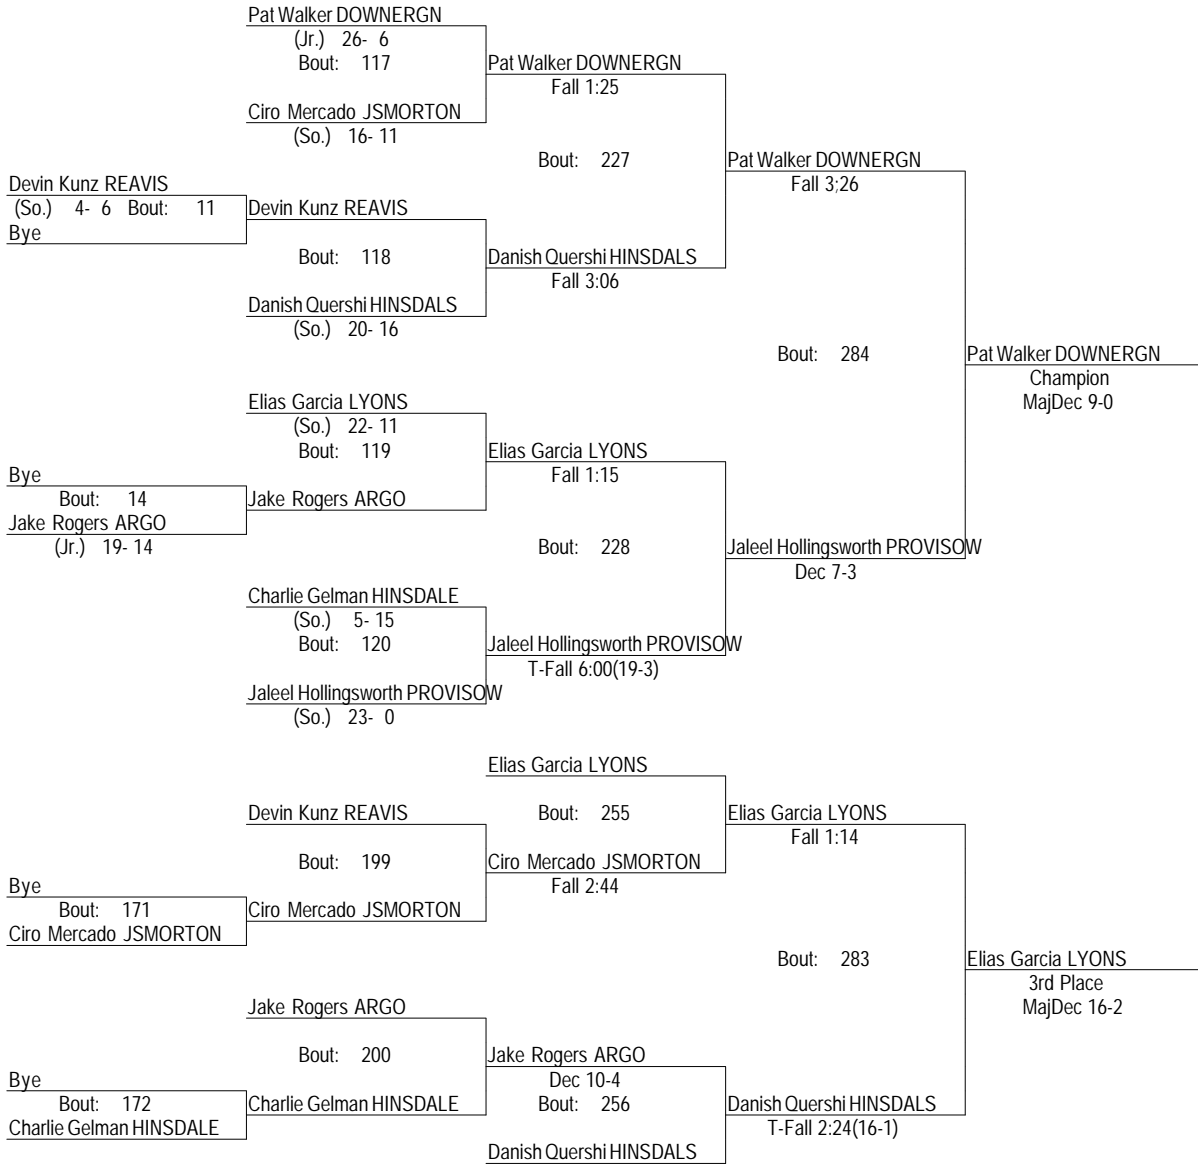 Pat Walker DOWNERGN
(Jr.) 26- 6
Bout: 117
Pat Walker DOWNERGN
Fall 1:25
Ciro Mercado JSMORTON
(So.) 16- 11
Bout: 227
Pat Walker DOWNERGN
Fall 3;26
Devin Kunz REAVIS
(So.) 4- 6 Bout: 11
Bye
Devin Kunz REAVIS
Bout: 118
Danish Quershi HINSDALS
Fall 3:06
Danish Quershi HINSDALS
(So.) 20- 16
Bout: 284
Pat Walker DOWNERGN
Champion
MajDec 9-0
Elias Garcia LYONS
(So.) 22- 11
Bout: 119
Elias Garcia LYONS
Fall 1:15
Bye
Bout: 14
Jake Rogers ARGO
(Jr.) 19- 14
Jake Rogers ARGO
Bout: 228
Jaleel Hollingsworth PROVISOW
Dec 7-3
Charlie Gelman HINSDALE
(So.) 5- 15
Bout: 120
Jaleel Hollingsworth PROVISOW
T-Fall 6:00(19-3)
Jaleel Hollingsworth PROVISOW
(So.) 23- 0
Elias Garcia LYONS
Bout: 255
Elias Garcia LYONS
Fall 1:14
Devin Kunz REAVIS
Bout: 199
Ciro Mercado JSMORTON
Fall 2:44
Bye
Bout: 171
Ciro Mercado JSMORTON
Ciro Mercado JSMORTON
Bout: 283
Elias Garcia LYONS
3rd Place
MajDec 16-2
Jake Rogers ARGO
Bout: 200
Jake Rogers ARGO
Dec 10-4
Bout: 256
Bye
Bout: 172
Charlie Gelman HINSDALE
Charlie Gelman HINSDALE
Danish Quershi HINSDALS
T-Fall 2:24(16-1)
Danish Quershi HINSDALS